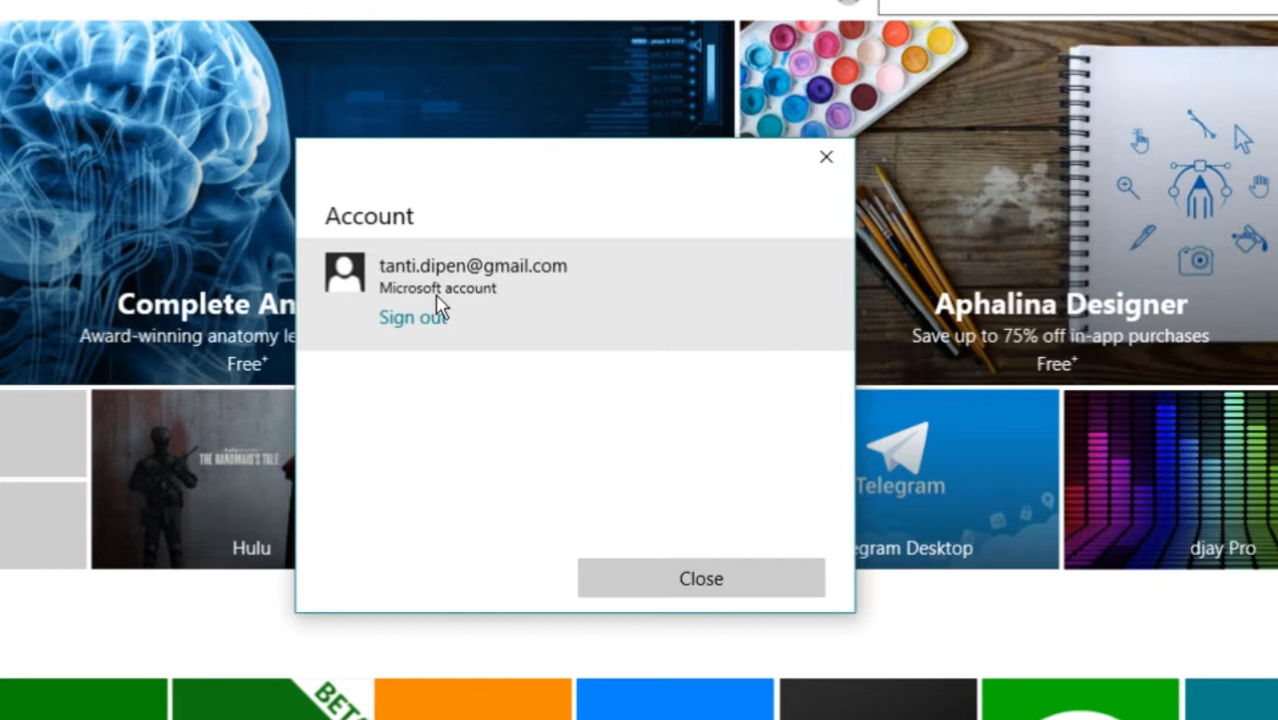 Account
tanti.dipen@gmail.com
Microsoft account
Sign out
Close
Complete An
Award-winning anatomy le
Free+
Aphalina Designer
Save up to 75% off in-app purchases
Free+
THE HANDMAID'S TALE
Hulu
Telegram
egram Desktop
djay Pro
BETA